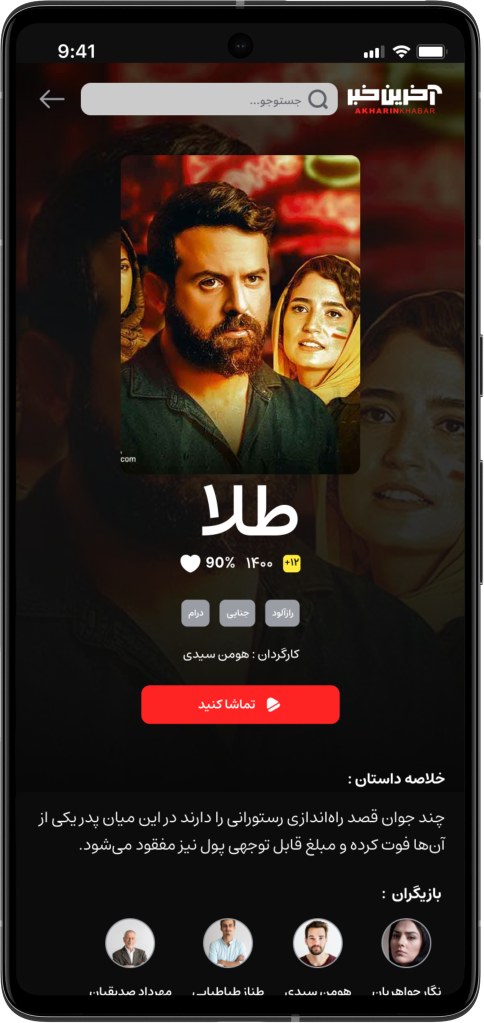 9:41
آخرین خبر
AKHARINKHABAR
جستوجو...
com
طلا
+۱۲ ۱۴۰۰ 90%
رازآلود جنایی درام
کارگردان : هومن سیدی
تماشا کنید
خلاصه داستان :
چند جوان قصد راه‌اندازی رستورانی را دارند در این میان پدر یکی از
آن‌ها فوت کرده و مبلغ قابل توجهی پول نیز مفقود می‌شود.
بازیگران :
نگار جواهریان هومن سیدی طناز طباطبایی مهرداد صدیقیان